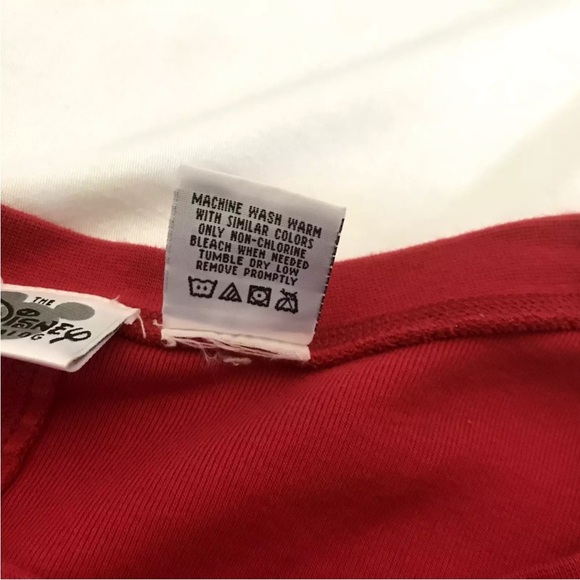 MACHINE WASH WARM
WITH SIMILAR COLORS
ONLY NON-CHLORINE
BLEACH WHEN NEEDED
TUMBLE DRY LOW
REMOVE PROMPTLY
THE
DISNEY